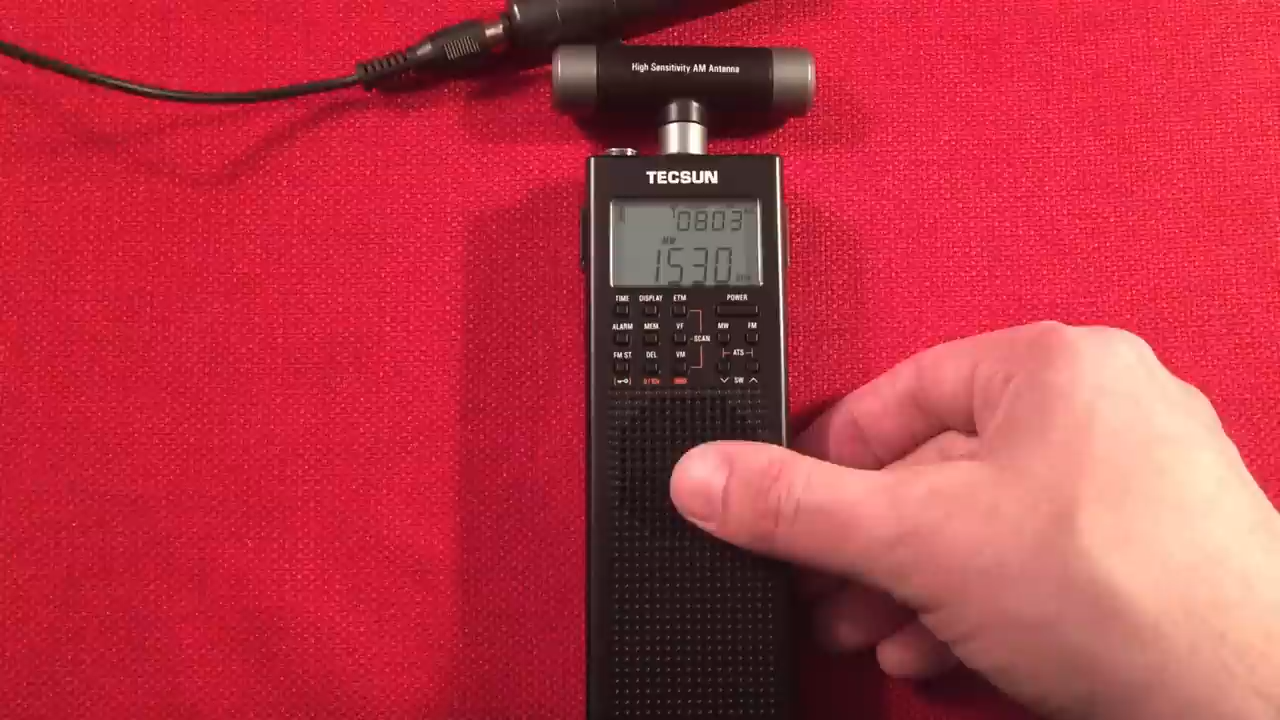 High Sensitivity AM Antenna
TECSUN
0803
MW
1530
TIME DISPLAY ETM POWER
ALARM MEM VF MW FM
SCAN
FM ST. DEL VM ATS
SW